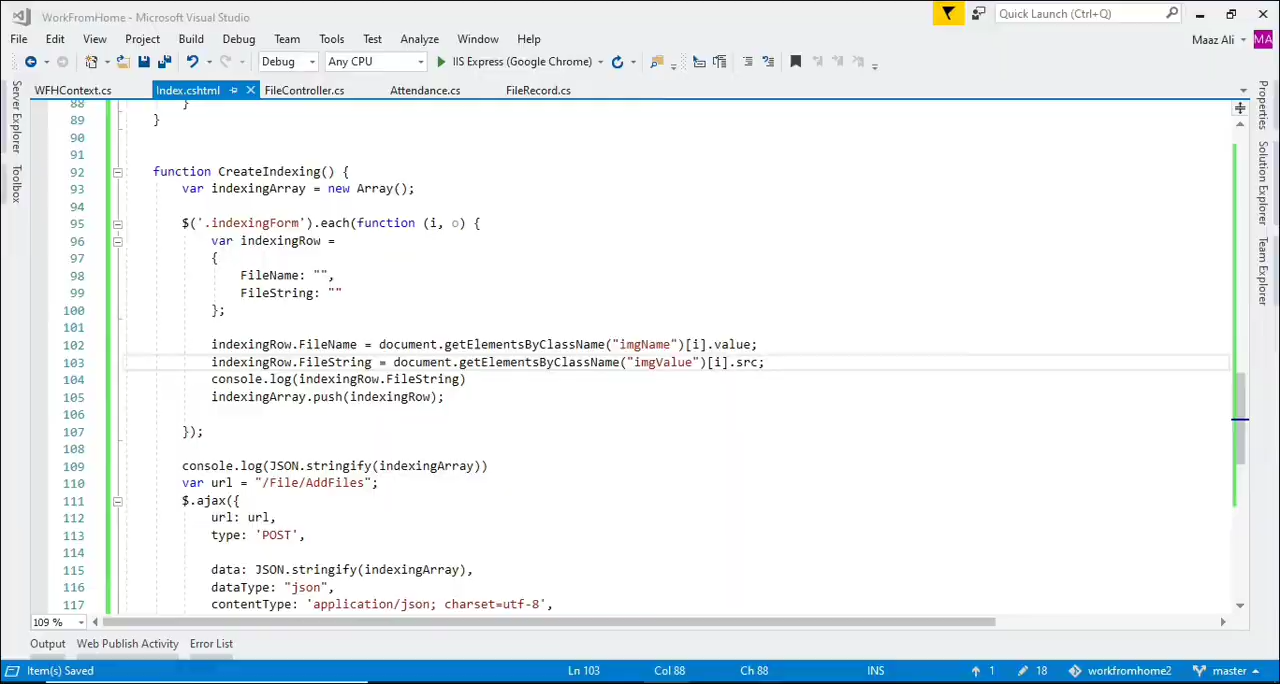 WorkFromHome - Microsoft Visual Studio
Quick Launch (Ctrl+Q)
File Edit View Project Build Debug Team Tools Test Analyze Window Help
Maaz Ali MA
Debug Any CPU IIS Express (Google Chrome)
WFHContext.cs Index.cshtml FileController.cs Attendance.cs FileRecord.cs
Server Explorer
Toolbox
Properties
Solution Explorer
Team Explorer
88 }
89 }
90
91
92 function CreateIndexing() {
93 var indexingArray = new Array();
94
95 $('.indexingForm').each(function (i, o) {
96 var indexingRow =
97 {
98 FileName: "",
99 FileString: ""
100 };
101
102 indexingRow.FileName = document.getElementsByClassName("imgName")[i].value;
103 indexingRow.FileString = document.getElementsByClassName("imgValue")[i].src;
104 console.log(indexingRow.FileString)
105 indexingArray.push(indexingRow);
106
107 });
108
109 console.log(JSON.stringify(indexingArray))
110 var url = "/File/AddFiles";
111 $.ajax({
112 url: url,
113 type: 'POST',
114
115 data: JSON.stringify(indexingArray),
116 dataType: "json",
117 contentType: 'application/json; charset=utf-8',
109 %
Output Web Publish Activity Error List
Item(s) Saved Ln 103 Col 88 Ch 88 INS 1 18 workfromhome2 master